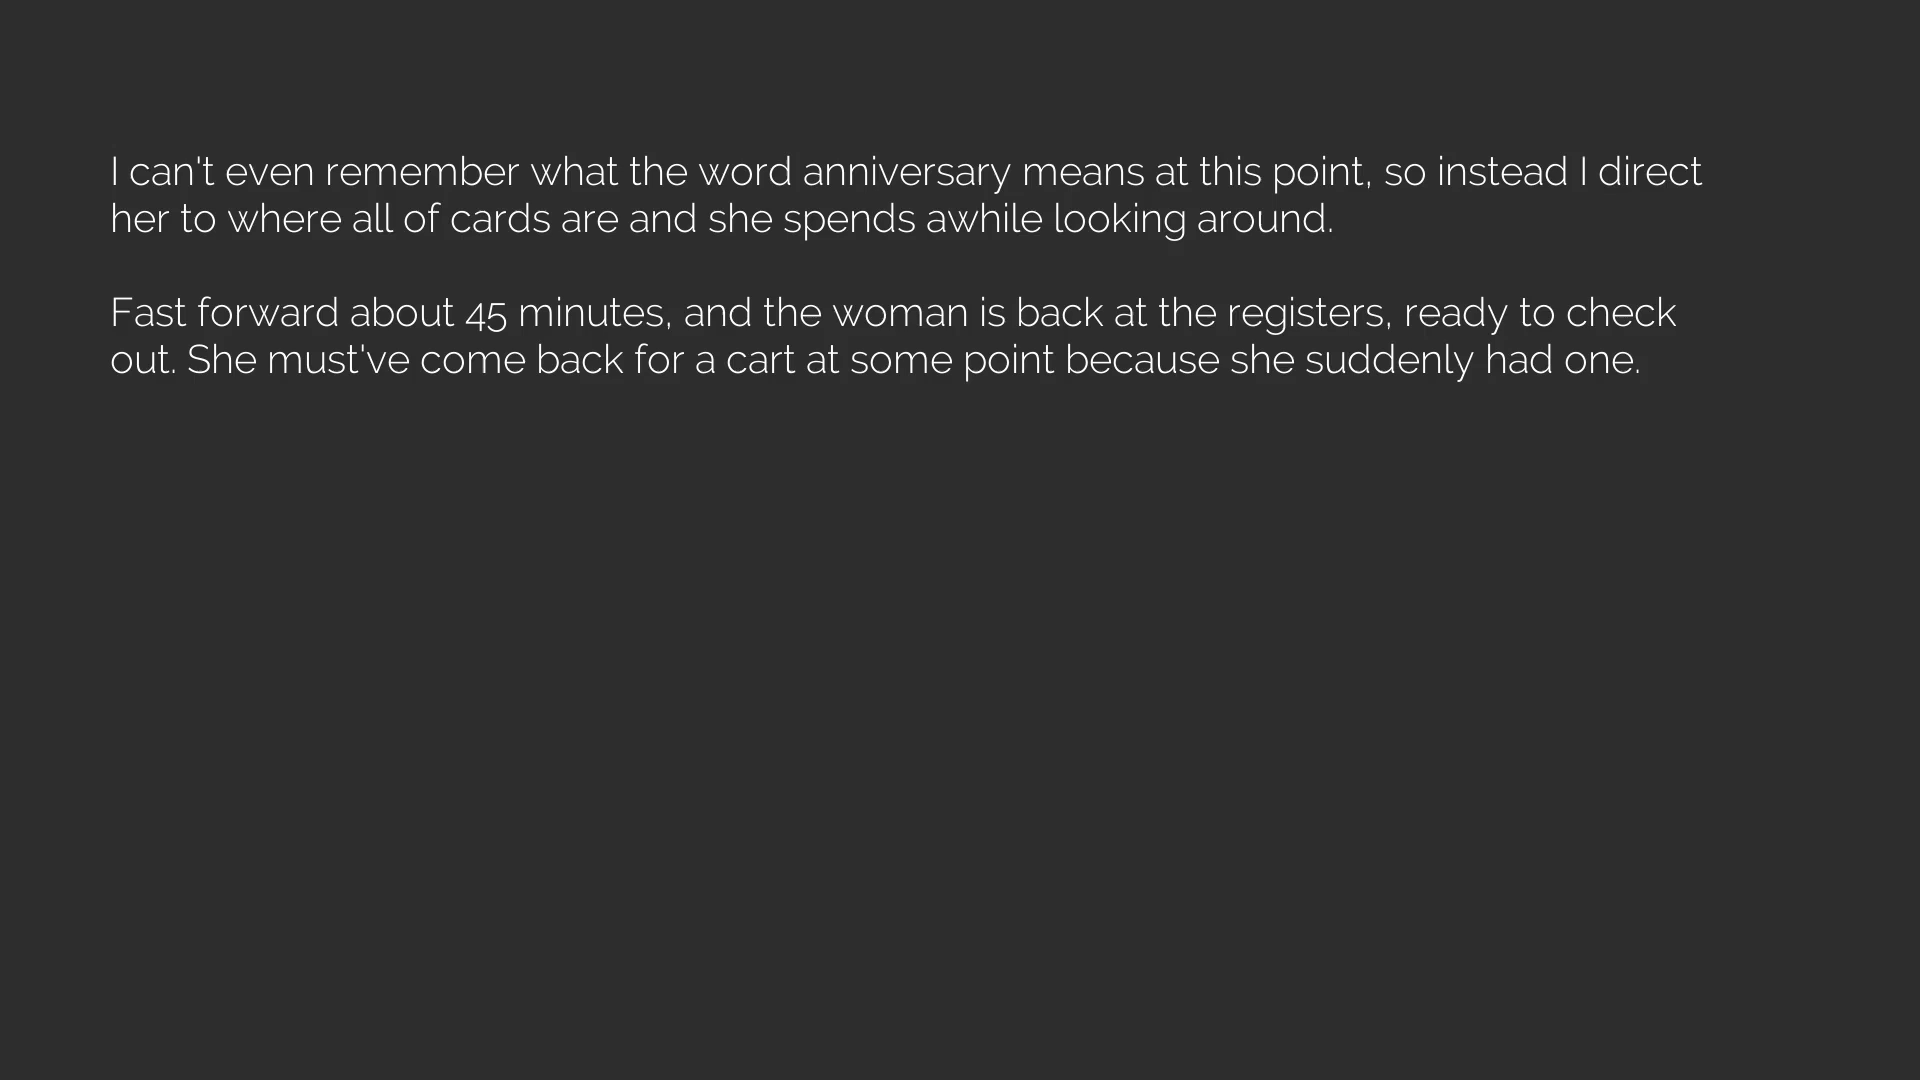 I can't even remember what the word anniversary means at this point, so instead I direct
her to where all of cards are and she spends awhile looking around.
Fast forward about 45 minutes, and the woman is back at the registers, ready to check
out. She must've come back for a cart at some point because she suddenly had one.